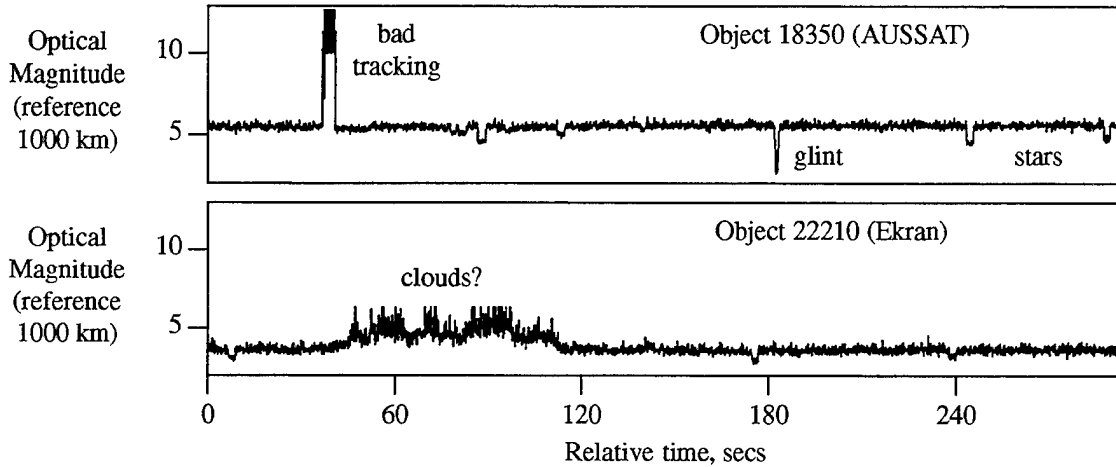 Optical
Magnitude
(reference
1000 km)
10
5
bad
tracking
Object 18350 (AUSSAT)
glint
stars
Optical
Magnitude
(reference
1000 km)
10
5
clouds?
Object 22210 (Ekran)
0
60
120
180
240
Relative time, secs